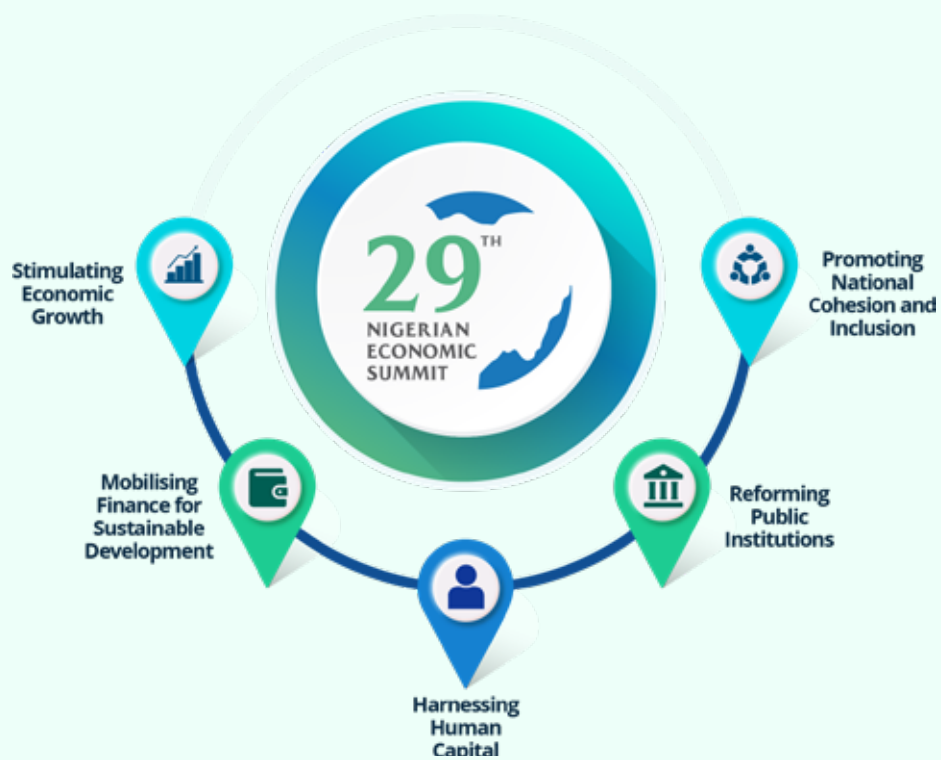 29TH
NIGERIAN
ECONOMIC
SUMMIT
Stimulating
Economic
Growth
Mobilising
Finance for
Sustainable
Development
Harnessing
Human
Capital
Reforming
Public
Institutions
Promoting
National
Cohesion and
Inclusion